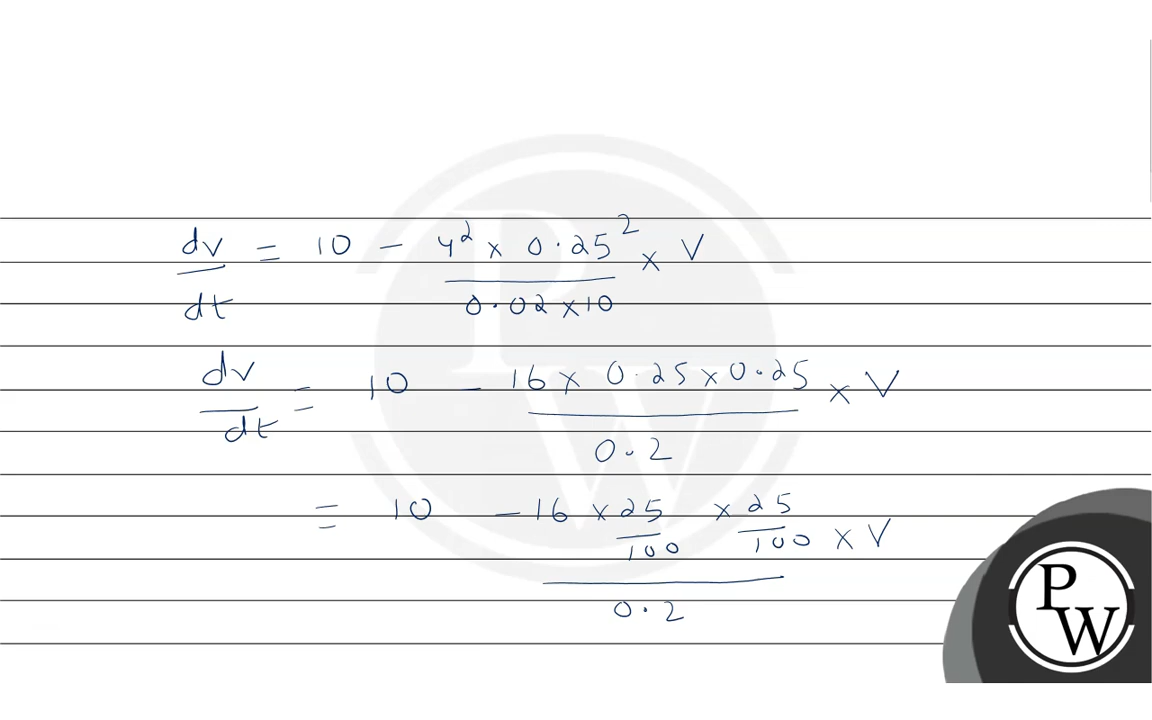 dv/dt = 10 - 4² × 0.25²/0.02×10 × V
dv/dt = 10 - 16 × 0.25 × 0.25/0.2 × V
= 10 - 16 × 25/100 × 25/100/0.2 × V
PW
PW